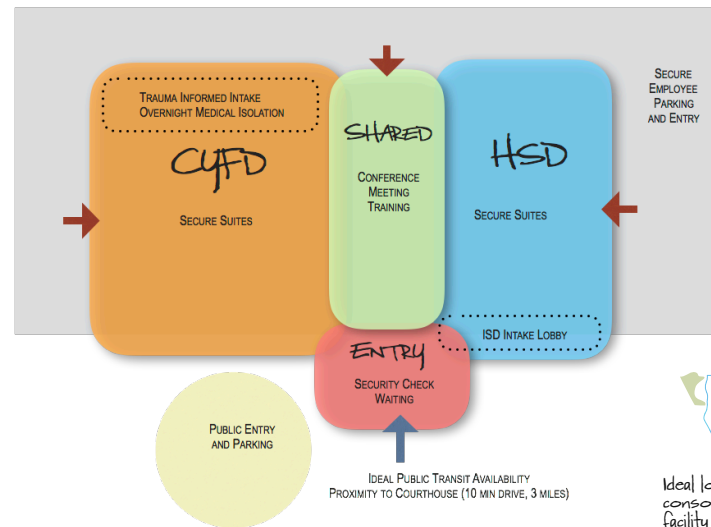 TRAUMA INFORMED INTAKE
OVERNIGHT MEDICAL ISOLATION
CYFD
SECURE SUITES
SHARED
CONFERENCE
MEETING
TRAINING
HSD
SECURE SUITES
ISD INTAKE LOBBY
SECURE
EMPLOYEE
PARKING
AND ENTRY
ENTRY
SECURITY CHECK
WAITING
PUBLIC ENTRY
AND PARKING
IDEAL PUBLIC TRANSIT AVAILABILITY
PROXIMITY TO COURTHOUSE (10 MIN DRIVE, 3 MILES)
Ideal
facility